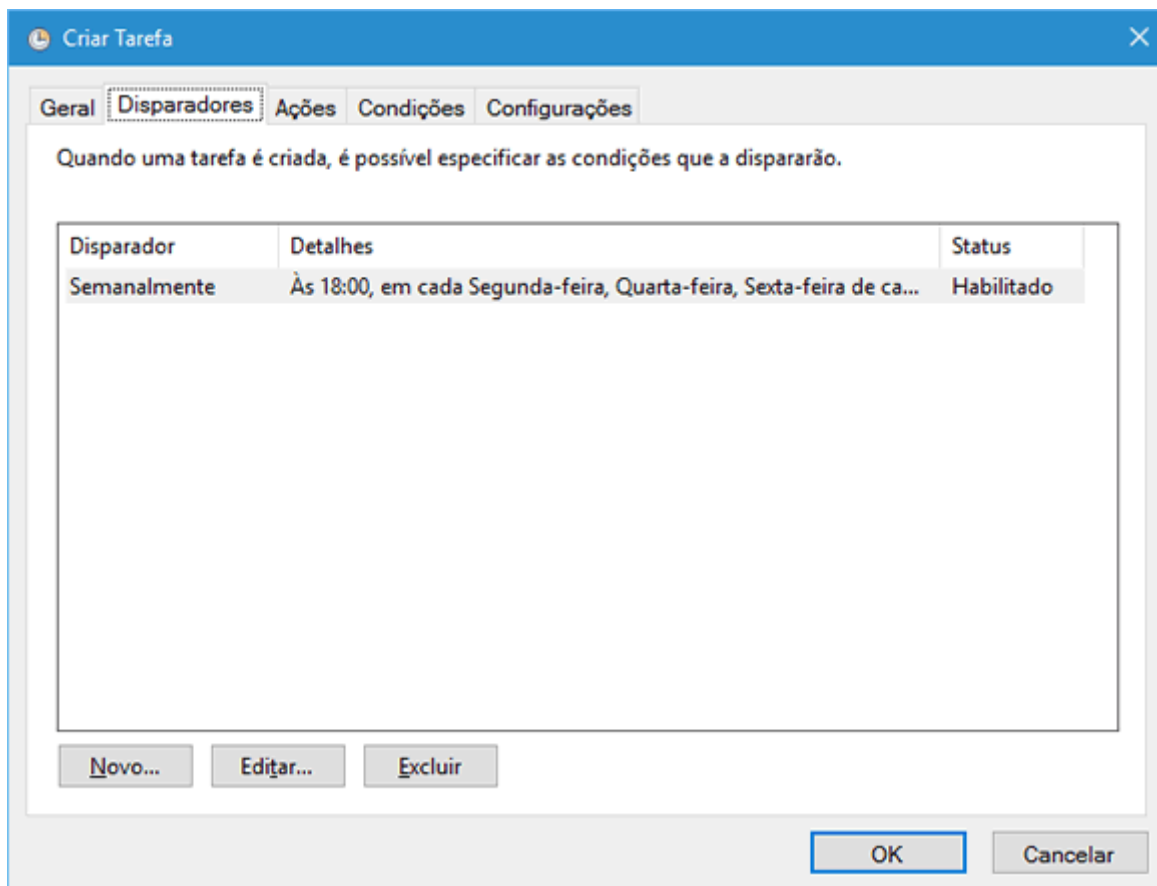 Criar Tarefa
Geral Disparadores Ações Condições Configurações
Quando uma tarefa é criada, é possível especificar as condições que a dispararão.
Disparador Detalhes Status
Semanalmente Às 18:00, em cada Segunda-feira, Quarta-feira, Sexta-feira de ca... Habilitado
Novo... Editar... Excluir
OK Cancelar